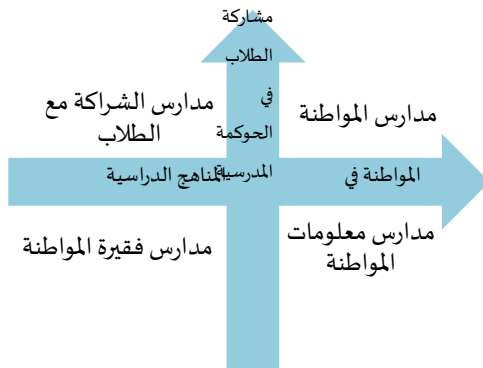 مشاركة
الطلاب
في
الحوكمة
المدرسية
مدارس المواطنة
مدارس الشراكة مع
الطلاب
المواطنة في
المناهج الدراسية
مدارس معلومات
المواطنة
مدارس فقيرة المواطنة